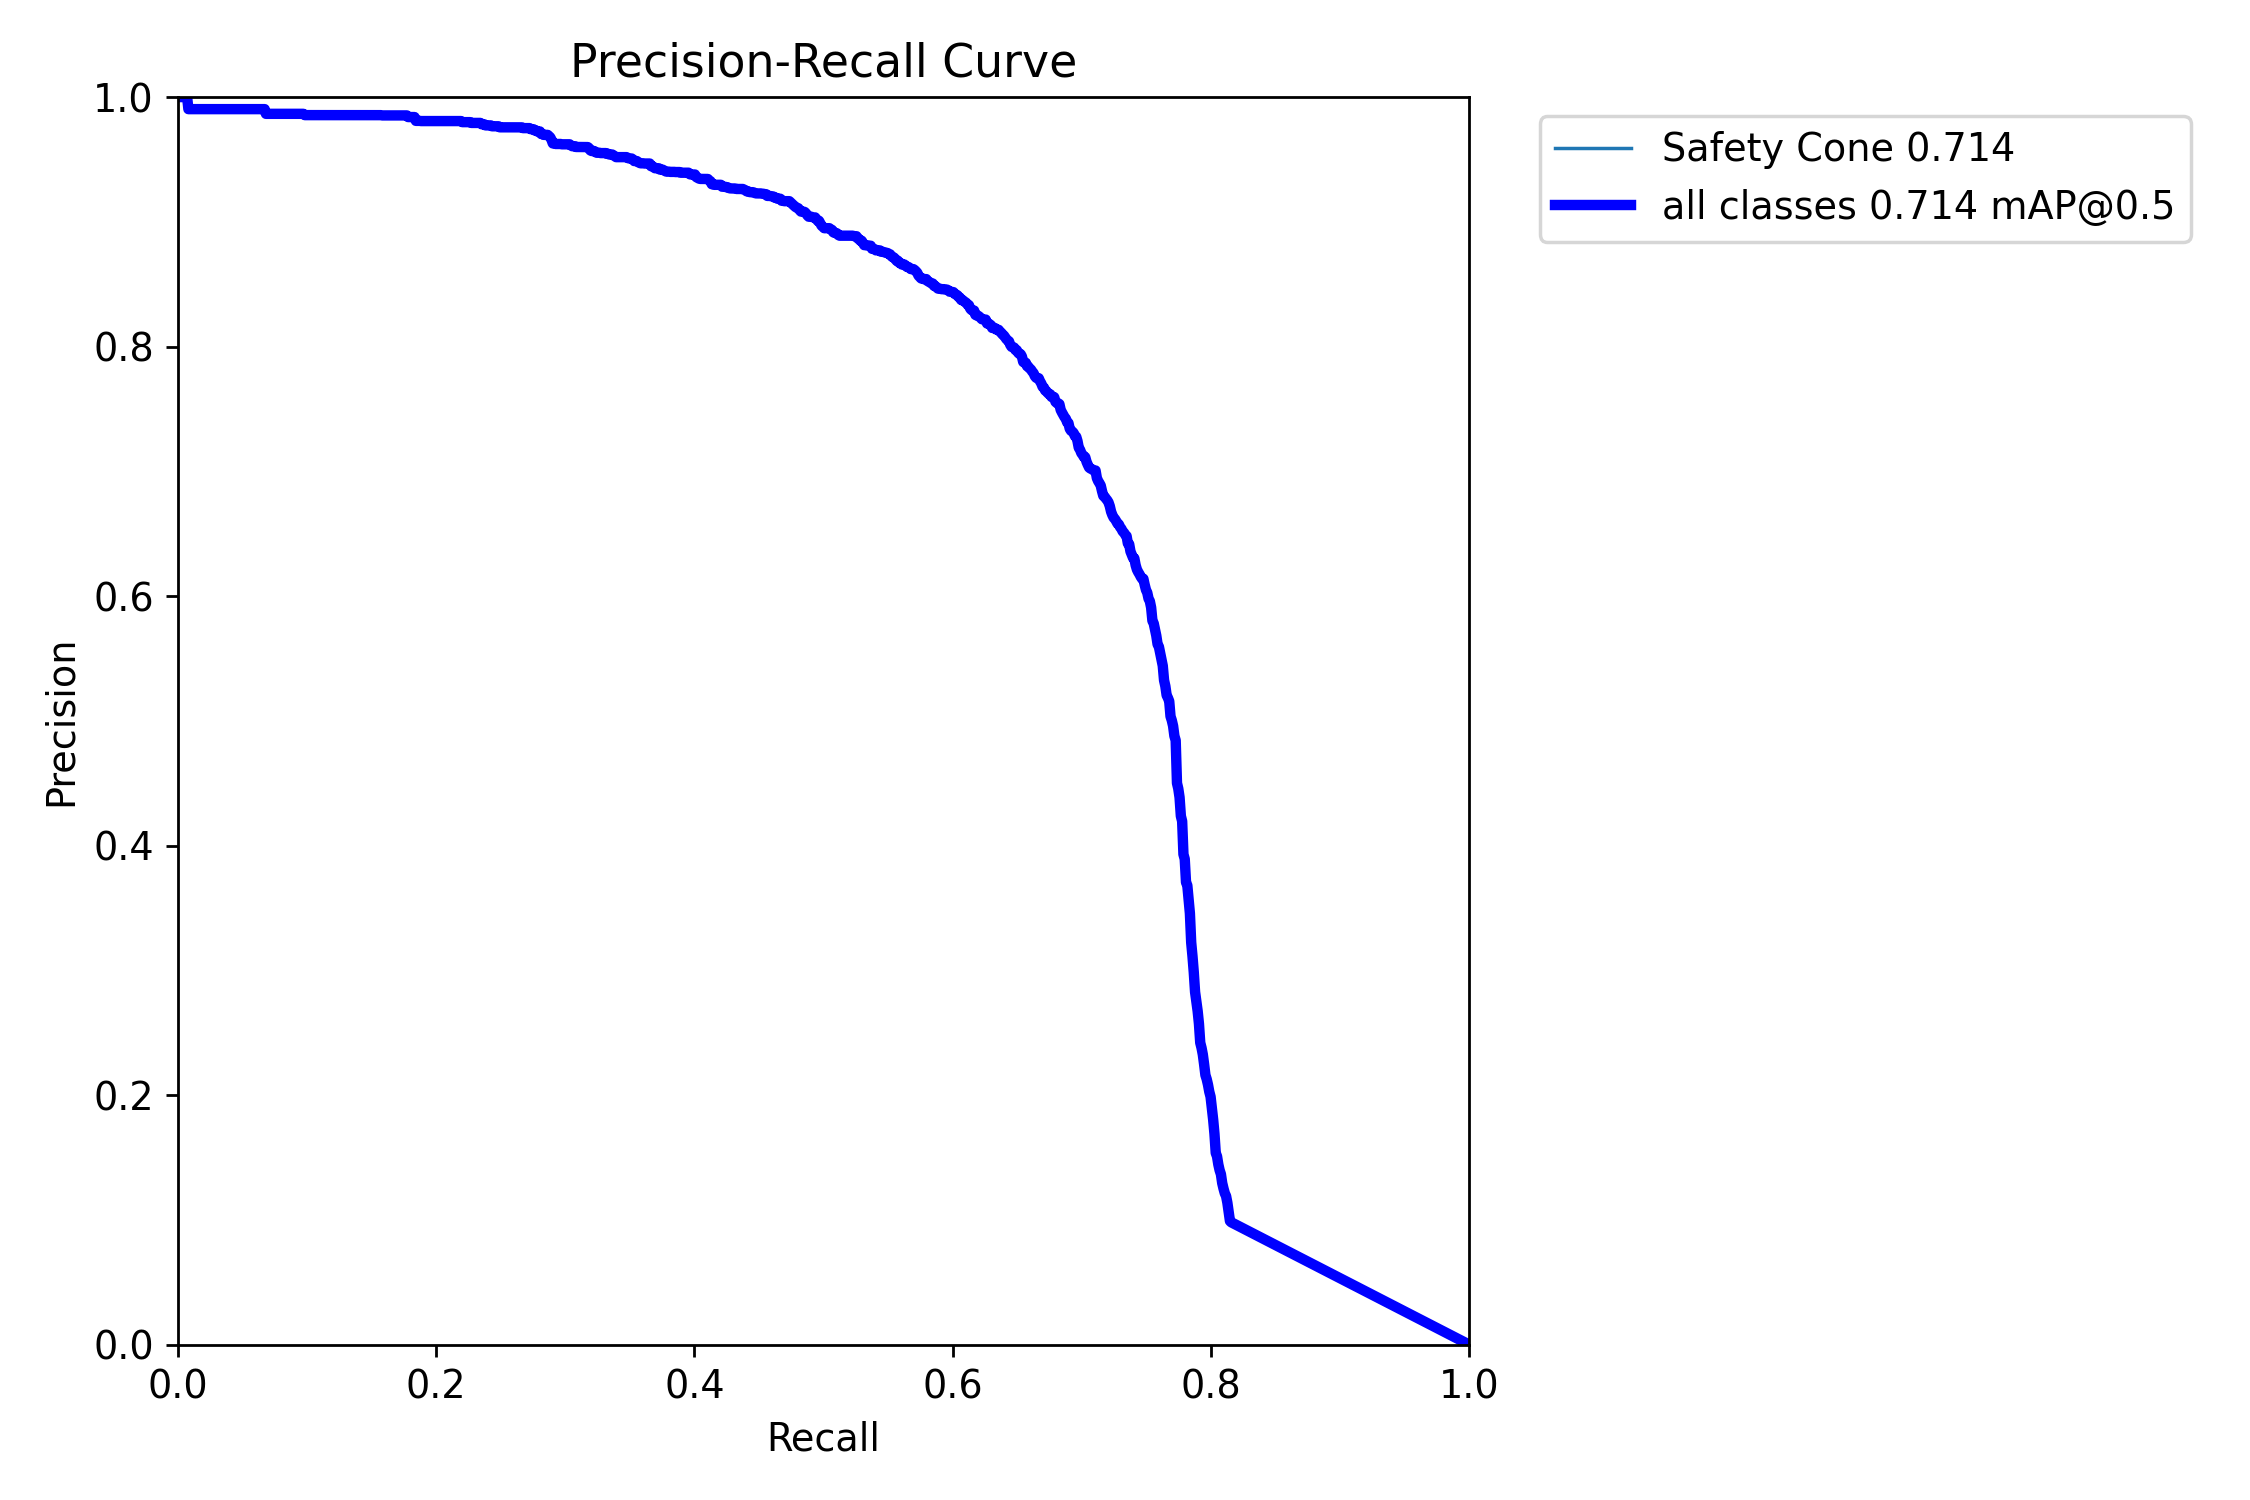 Precision-Recall Curve
Safety Cone 0.714
all classes 0.714 mAP@0.5
Precision
1.0
0.8
0.6
0.4
0.2
0.0
0.0 0.2 0.4 0.6 0.8 1.0
Recall